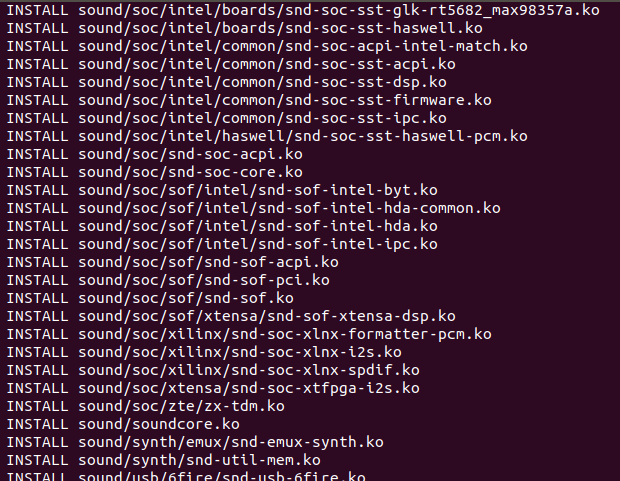 INSTALL sound/soc/intel/boards/snd-soc-sst-glk-rt5682_max98357a.ko
INSTALL sound/soc/intel/boards/snd-soc-sst-haswell.ko
INSTALL sound/soc/intel/common/snd-soc-acpi-intel-match.ko
INSTALL sound/soc/intel/common/snd-soc-sst-acpi.ko
INSTALL sound/soc/intel/common/snd-soc-sst-dsp.ko
INSTALL sound/soc/intel/common/snd-soc-sst-firmware.ko
INSTALL sound/soc/intel/common/snd-soc-sst-ipc.ko
INSTALL sound/soc/intel/haswell/snd-soc-sst-haswell-pcm.ko
INSTALL sound/soc/snd-soc-acpi.ko
INSTALL sound/soc/snd-soc-core.ko
INSTALL sound/soc/sof/intel/snd-sof-intel-byt.ko
INSTALL sound/soc/sof/intel/snd-sof-intel-hda-common.ko
INSTALL sound/soc/sof/intel/snd-sof-intel-hda.ko
INSTALL sound/soc/sof/intel/snd-sof-intel-ipc.ko
INSTALL sound/soc/sof/snd-sof-acpi.ko
INSTALL sound/soc/sof/snd-sof-pci.ko
INSTALL sound/soc/sof/snd-sof.ko
INSTALL sound/soc/sof/xtensa/snd-sof-xtensa-dsp.ko
INSTALL sound/soc/xilinx/snd-soc-xlnx-formatter-pcm.ko
INSTALL sound/soc/xilinx/snd-soc-xlnx-i2s.ko
INSTALL sound/soc/xilinx/snd-soc-xlnx-spdif.ko
INSTALL sound/soc/xtensa/snd-soc-xtfpga-i2s.ko
INSTALL sound/soc/zte/zx-tdm.ko
INSTALL sound/soundcore.ko
INSTALL sound/synth/emux/snd-emux-synth.ko
INSTALL sound/synth/snd-util-mem.ko
INSTALL sound/usb/6fire/snd-usb-6fire.ko